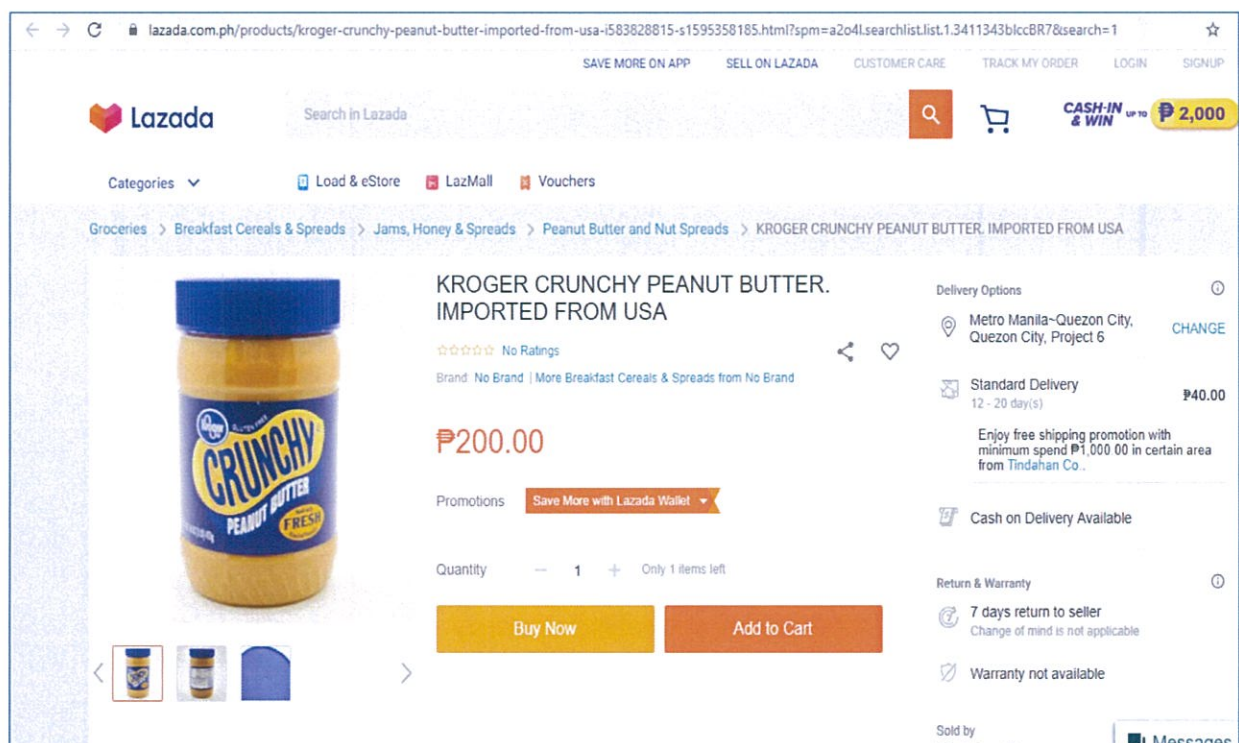 lazada.com.ph/products/kroger-crunchy-peanut-butter-imported-from-usa-i583828815-s1595358185.html?spm=a2o4l.searchlist.list.1.3411343blccBR7&search=1
SAVE MORE ON APP SELL ON LAZADA CUSTOMER CARE TRACK MY ORDER LOGIN SIGNUP
Lazada
Search in Lazada
CASH-IN & WIN UP TO ₱ 2,000
Categories
Load & eStore
LazMall
Vouchers
Groceries > Breakfast Cereals & Spreads > Jams, Honey & Spreads > Peanut Butter and Nut Spreads > KROGER CRUNCHY PEANUT BUTTER. IMPORTED FROM USA
Kroger
GLUTEN FREE
CRUNCHY
PEANUT BUTTER
FRESH
KROGER CRUNCHY PEANUT BUTTER.
IMPORTED FROM USA
No Ratings
Brand: No Brand | More Breakfast Cereals & Spreads from No Brand
₱200.00
Promotions
Save More with Lazada Wallet
Quantity − 1 + Only 1 items left
Buy Now
Add to Cart
Delivery Options
Metro Manila~Quezon City,
Quezon City, Project 6
CHANGE
Standard Delivery
₱40.00
12 - 20 day(s)
Enjoy free shipping promotion with
minimum spend ₱1,000 00 in certain area
from Tindahan Co..
Cash on Delivery Available
Return & Warranty
7 days return to seller
Change of mind is not applicable
Warranty not available
Sold by
Messages